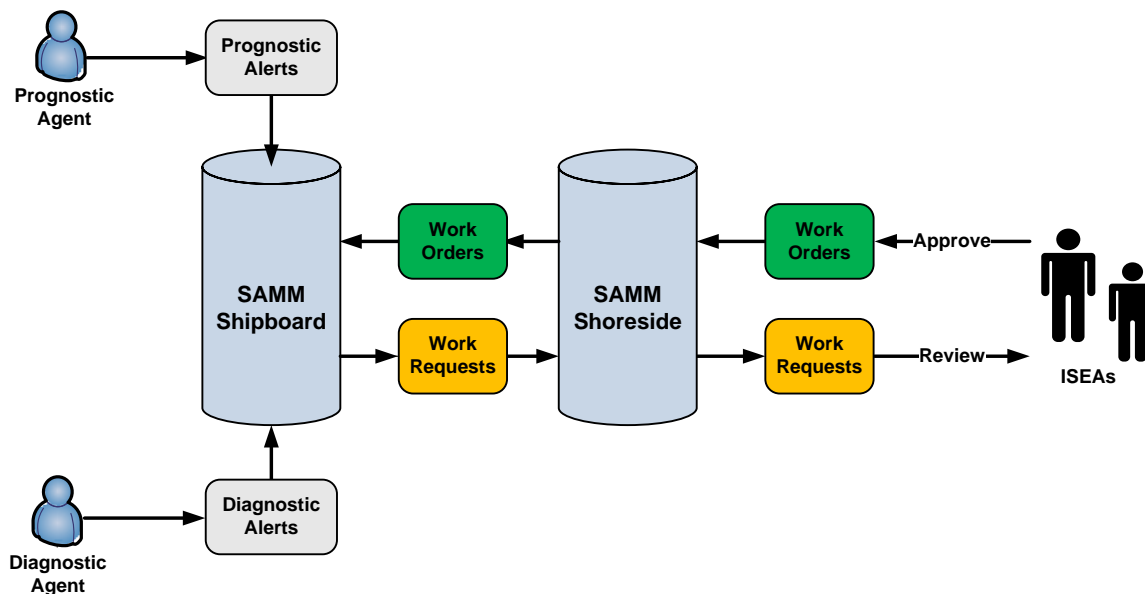 Prognostic
Alerts
Prognostic
Agent
Work
Orders
Work
Orders
Approve
SAMM
Shipboard
SAMM
Shoreside
Work
Requests
Work
Requests
Review
ISEAs
Diagnostic
Alerts
Diagnostic
Agent